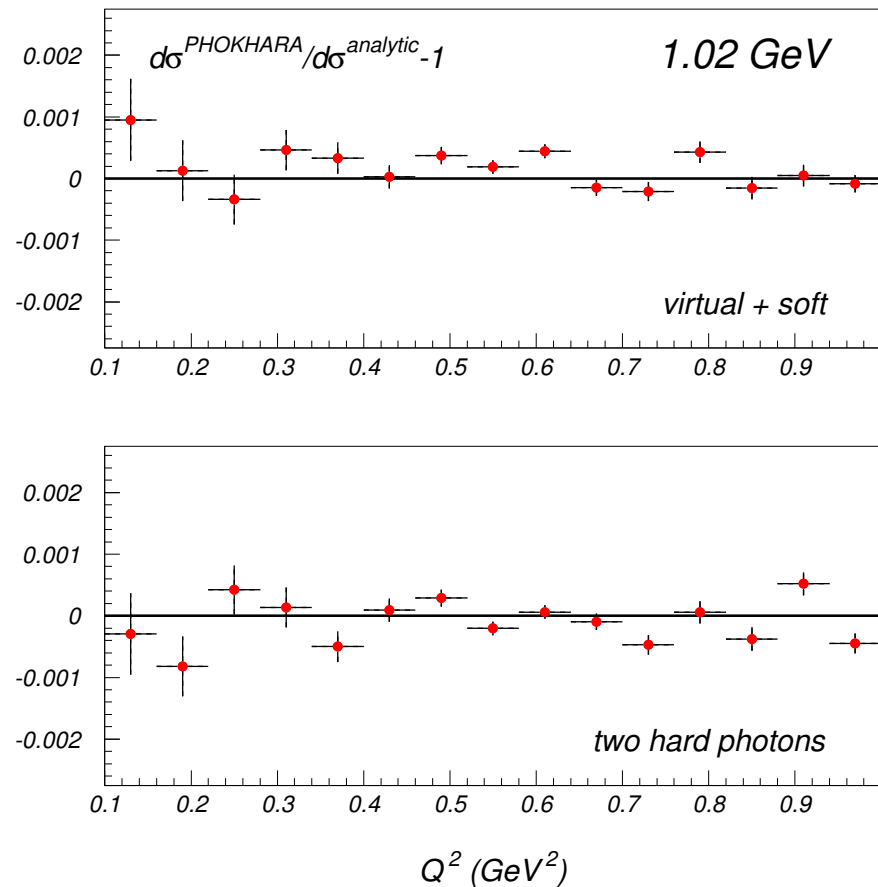 dσ^PHOKHARA/dσ^analytic-1
1.02 GeV
0.002
0.001
0
-0.001
-0.002
virtual + soft
0.1 0.2 0.3 0.4 0.5 0.6 0.7 0.8 0.9
0.002
0.001
0
-0.001
-0.002
two hard photons
0.1 0.2 0.3 0.4 0.5 0.6 0.7 0.8 0.9
Q^2 (GeV^2)